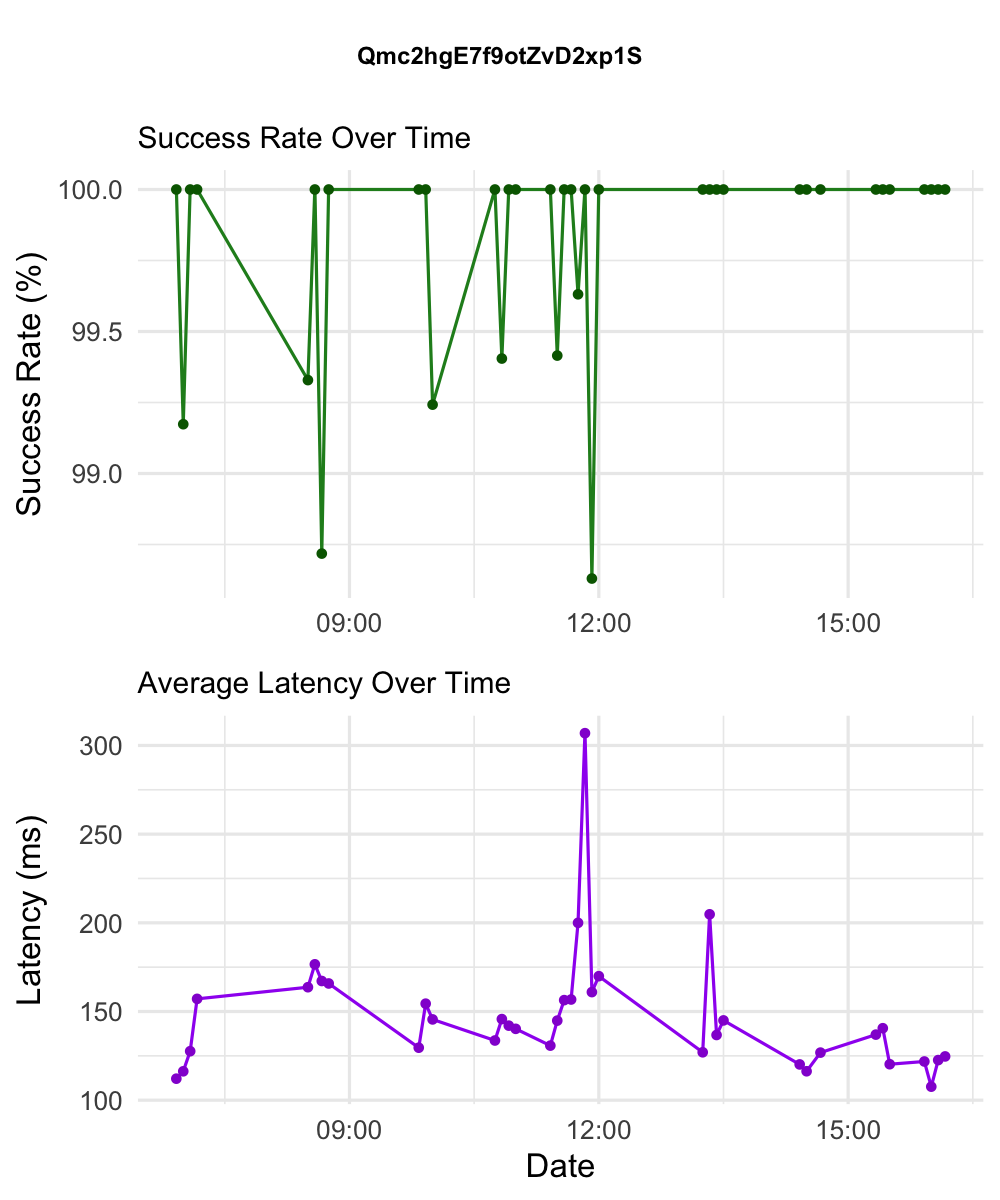 Qmc2hgE7f9otZvD2xp1S
Success Rate Over Time
Success Rate (%)
100.0
99.5
99.0
09:00 12:00 15:00
Average Latency Over Time
Latency (ms)
300
250
200
150
100
09:00 12:00 15:00
Date